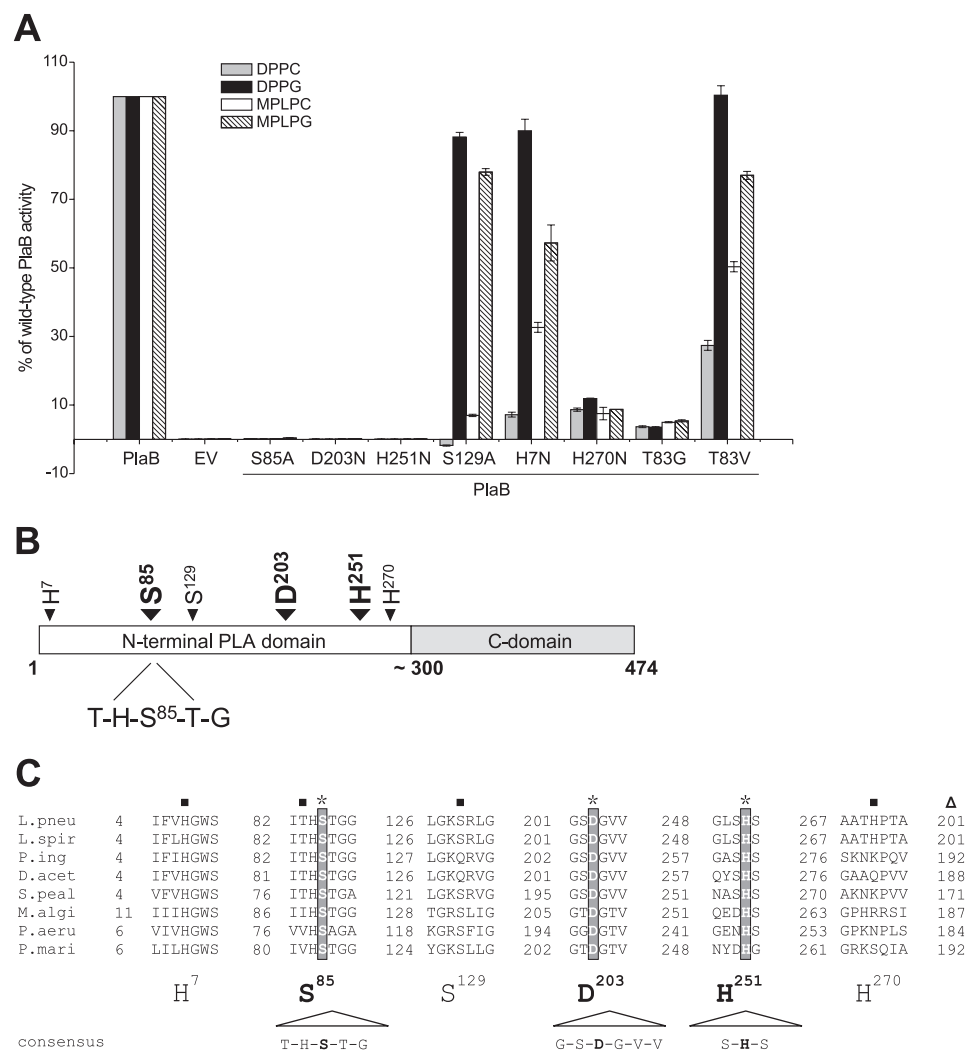 A
110
90
70
50
30
10
-10
% of wild-type PlaB activity
DPPC
DPPG
MPLPC
MPLPG
PlaB EV S85A D203N H251N S129A H7N H270N T83G T83V
PlaB
B
H7 S85 S129 D203 H251 H270
N-terminal PLA domain C-domain
1 ~ 300 474
T-H-S85-T-G
C
■ ■ * ■ * * ■ Δ
L.pneu 4 IFVHGWS 82 ITHSTGG 126 LGKSRLG 201 GSDGVV 248 GLSHS 267 AATHPTA 201
L.spir 4 IFVHGWS 82 ITHSTGG 126 LGKSRLG 201 GSDGVV 248 GLSHS 267 AATHPTA 201
P.ing 4 IFIHGWS 82 ITHSTGG 127 LGKQRVG 202 GSDGVV 257 GASHS 276 SKNKPQV 192
D.acet 4 IFVHGWS 81 ITHSTGG 126 LGKQRVG 201 GSDGVV 257 QYSHS 276 GAAQPVV 188
S.peal 4 VFVHGWS 76 ITHSTGA 121 LGKSRVG 195 GSDGVV 251 NASHS 270 AKNKPVV 171
M.algi 11 IIIHGWS 86 IIHSTGG 128 TGRSLIG 205 GTDGTV 251 QEDHS 263 GPHRRSI 187
P.aeru 6 VIVHGWS 76 VVHSAGA 118 KGRSFIG 194 GGDGTV 241 GENHS 253 GPKNPLS 184
P.mari 6 LILHGWS 80 IVHSTGG 124 YGKSLLG 202 GTDGTV 248 NYDHG 261 GRKSQIA 192
H7 S85 S129 D203 H251 H270
consensus T-H-S-T-G G-S-D-G-V-V S-H-S